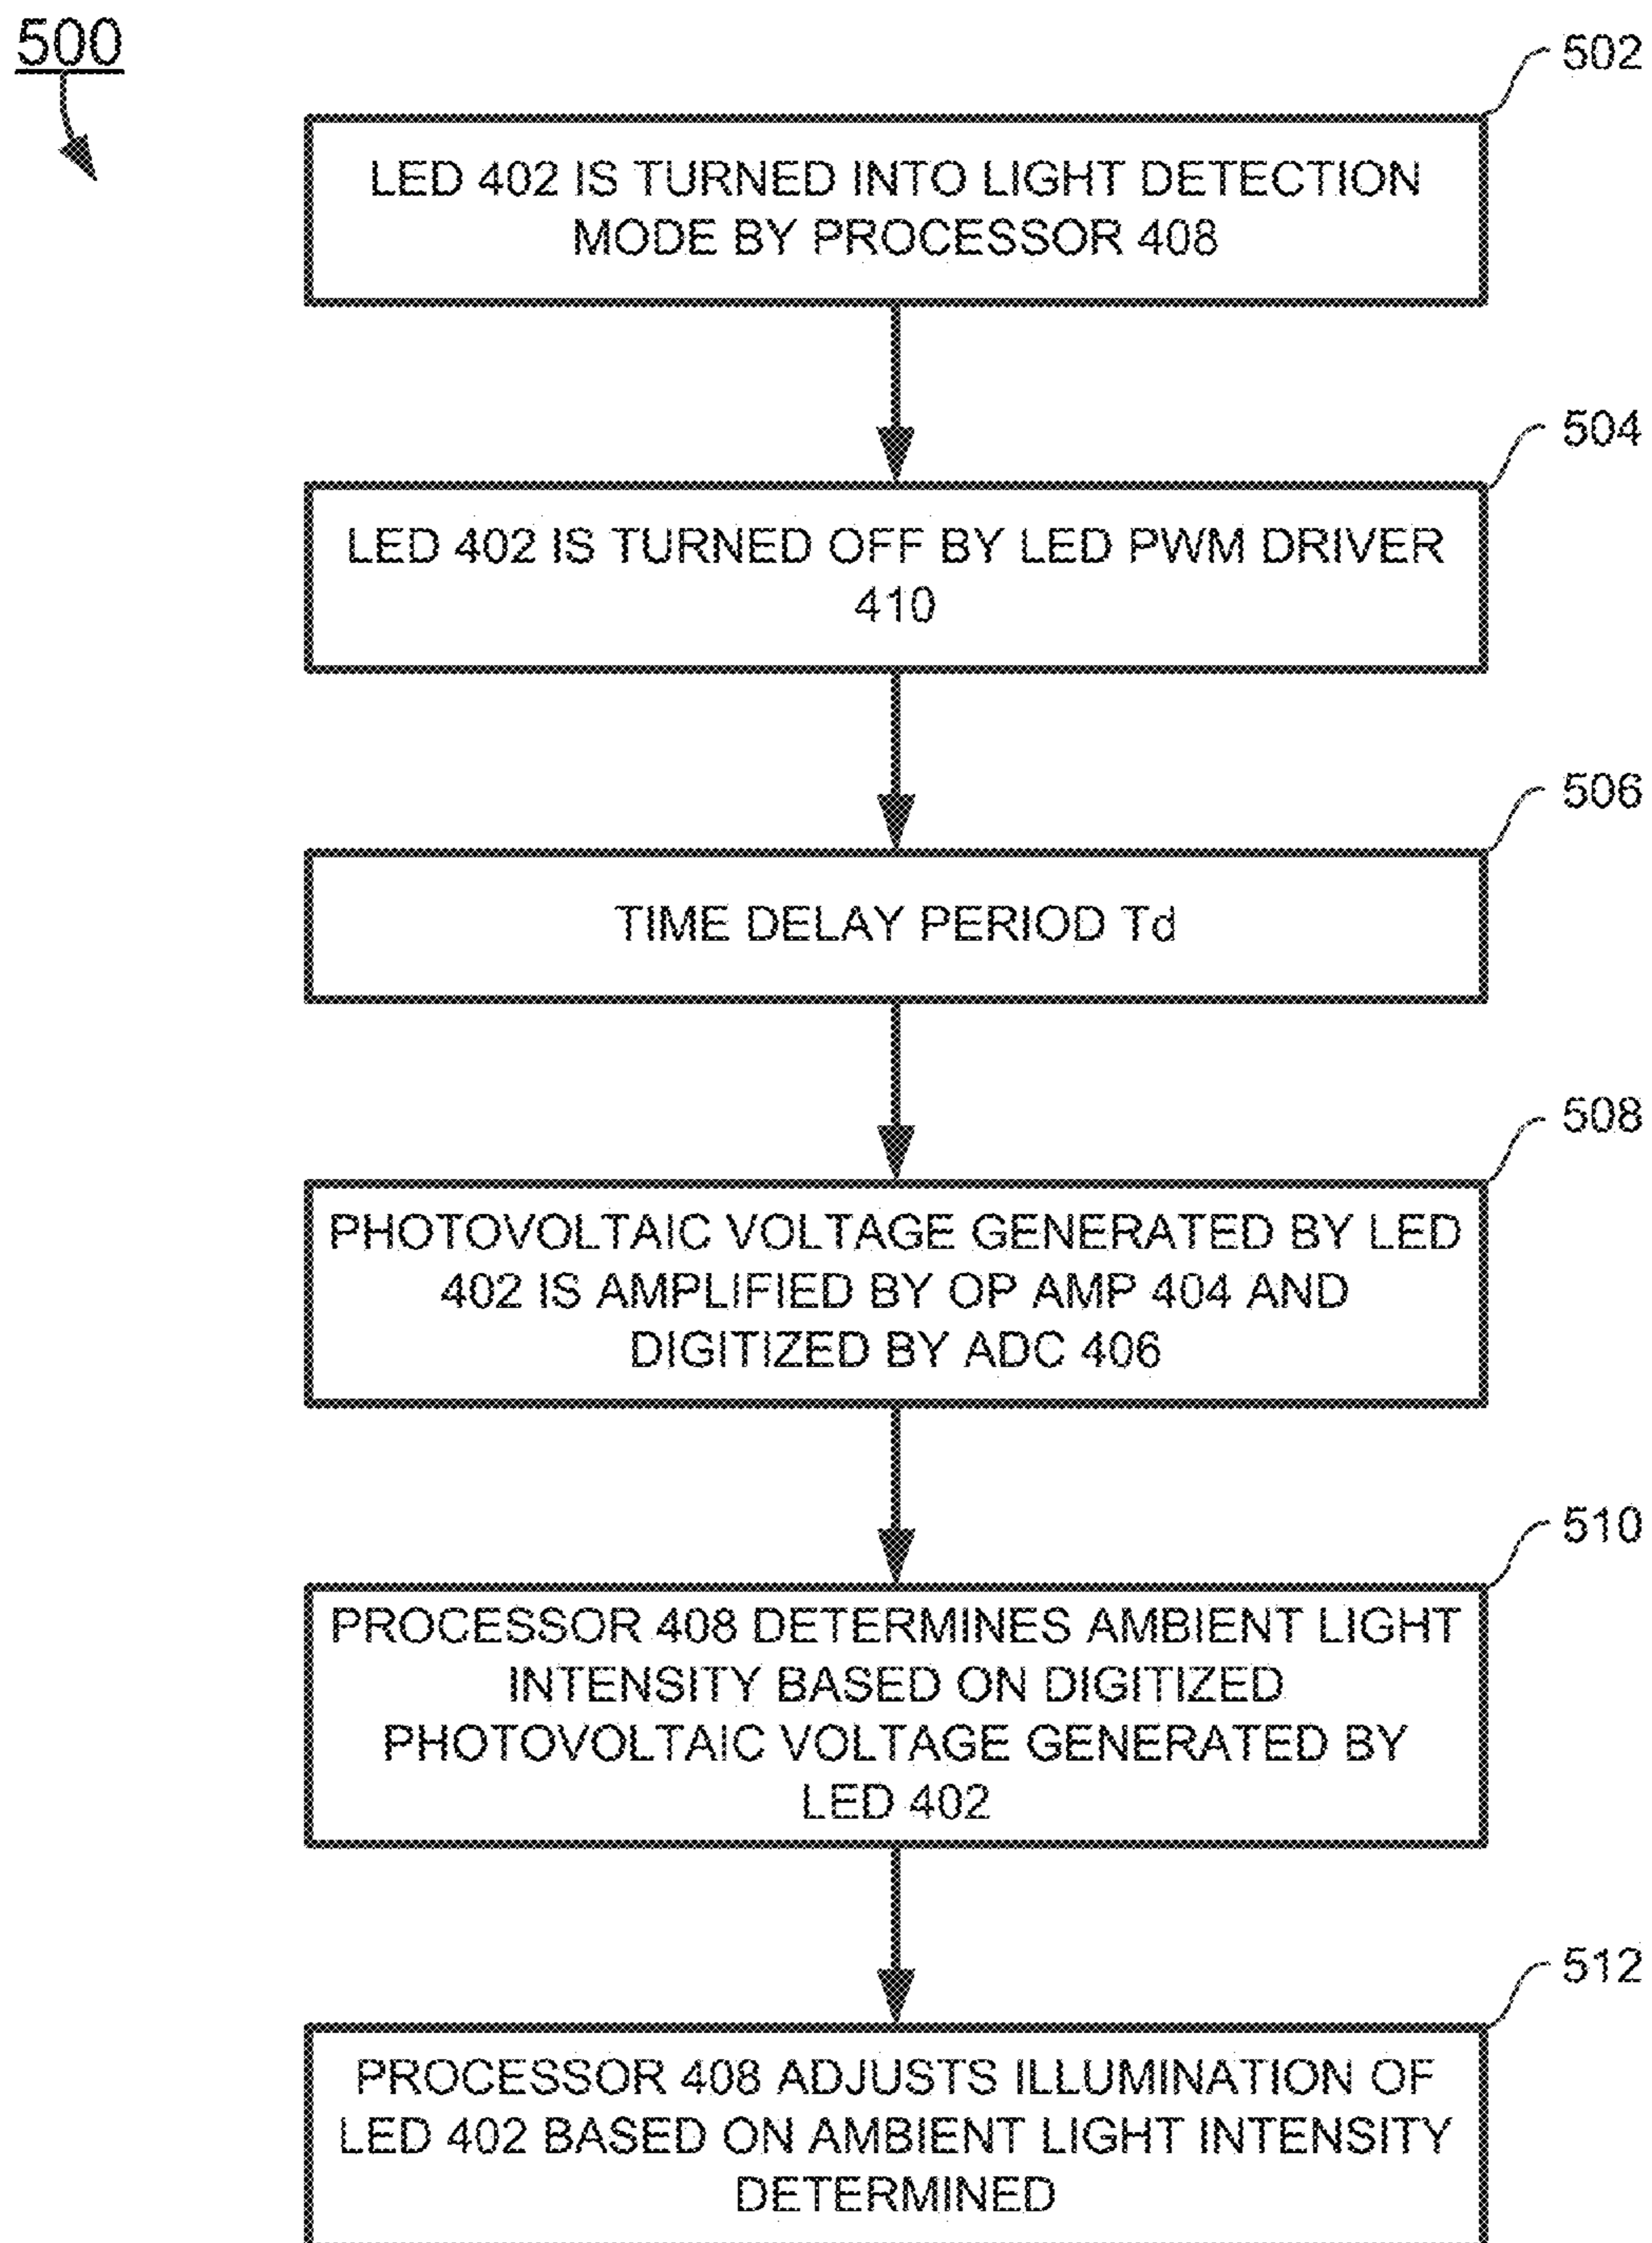 500
502
LED 402 IS TURNED INTO LIGHT DETECTION
MODE BY PROCESSOR 408
504
LED 402 IS TURNED OFF BY LED PWM DRIVER
410
506
TIME DELAY PERIOD Td
508
PHOTOVOLTAIC VOLTAGE GENERATED BY LED
402 IS AMPLIFIED BY OP AMP 404 AND
DIGITIZED BY ADC 406
510
PROCESSOR 408 DETERMINES AMBIENT LIGHT
INTENSITY BASED ON DIGITIZED
PHOTOVOLTAIC VOLTAGE GENERATED BY
LED 402
512
PROCESSOR 408 ADJUSTS ILLUMINATION OF
LED 402 BASED ON AMBIENT LIGHT INTENSITY
DETERMINED